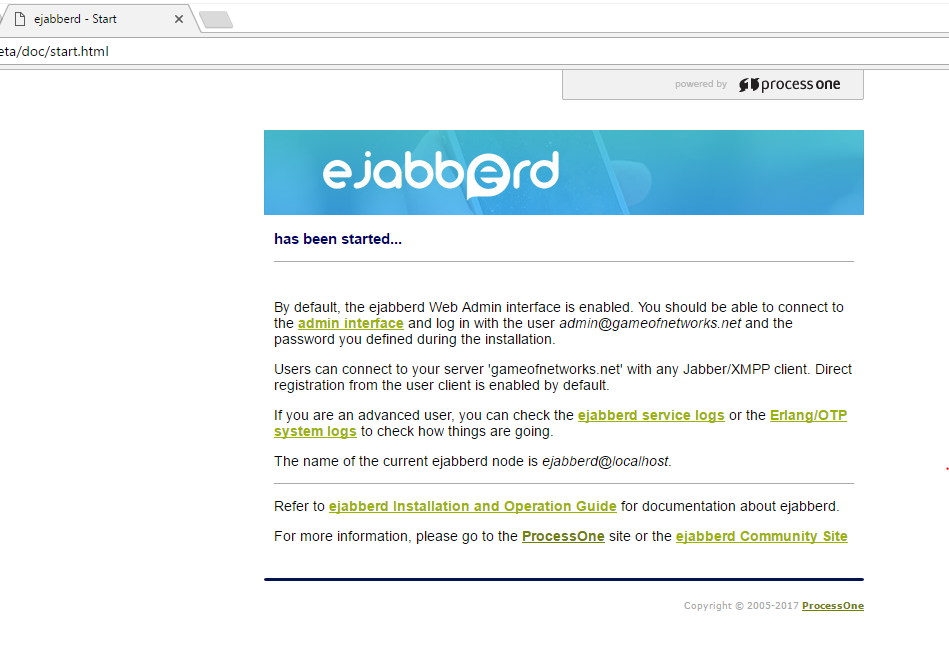 ejabberd - Start
eta/doc/start.html
powered by processone
ejabberd
has been started...
By default, the ejabberd Web Admin interface is enabled. You should be able to connect to
the admin interface and log in with the user admin@gameofnetworks.net and the
password you defined during the installation.
Users can connect to your server 'gameofnetworks.net' with any Jabber/XMPP client. Direct
registration from the user client is enabled by default.
If you are an advanced user, you can check the ejabberd service logs or the Erlang/OTP
system logs to check how things are going.
The name of the current ejabberd node is ejabberd@localhost.
Refer to ejabberd Installation and Operation Guide for documentation about ejabberd.
For more information, please go to the ProcessOne site or the ejabberd Community Site
Copyright © 2005-2017 ProcessOne